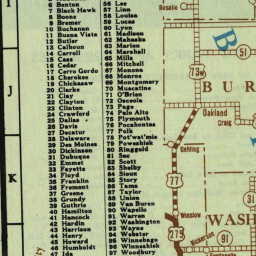 6 Benton
7 Black Hawk
8 Boone
9 Bremer
10 Buchanan
11 Buena Vista
12 Butler
13 Calhoun
14 Carroll
15 Cass
16 Cedar
17 Cerro Gordo
18 Cherokee
19 Chickasaw
20 Clarke
21 Clay
22 Clayton
23 Clinton
24 Crawford
25 Dallas
26 Davis
27 Decatur
28 Delaware
29 Des Moines
30 Dickinson
31 Dubuque
32 Emmet
33 Fayette
34 Floyd
35 Franklin
36 Fremont
37 Greene
38 Grundy
39 Guthrie
40 Hamilton
41 Hancock
42 Hardin
43 Harrison
44 Henry
45 Howard
46 Humboldt
47 Ida
56 Lee
57 Linn
58 Louisa
59 Lucas
60 Lyon
61 Madison
62 Mahaska
63 Marion
64 Marshall
65 Mills
66 Mitchell
67 Monona
68 Monroe
69 Montgomery
70 Muscatine
71 O'Brien
72 Osceola
73 Page
74 Palo Alto
75 Plymouth
76 Pocahontas
77 Polk
78 Pot'wat'mie
79 Poweshiek
80 Ringgold
81 Sac
82 Scott
83 Shelby
84 Sioux
85 Story
86 Tama
87 Taylor
88 Union
89 Van Buren
90 Wapello
91 Warren
92 Washington
93 Wayne
94 Webster
95 Winnebago
96 Winneshiek
97 Woodbury
J
K
Rosalie
B
51
73W
BUR
Oakland
Craig
Uehling
77
Winslow
WASH
275
Nickerson
91